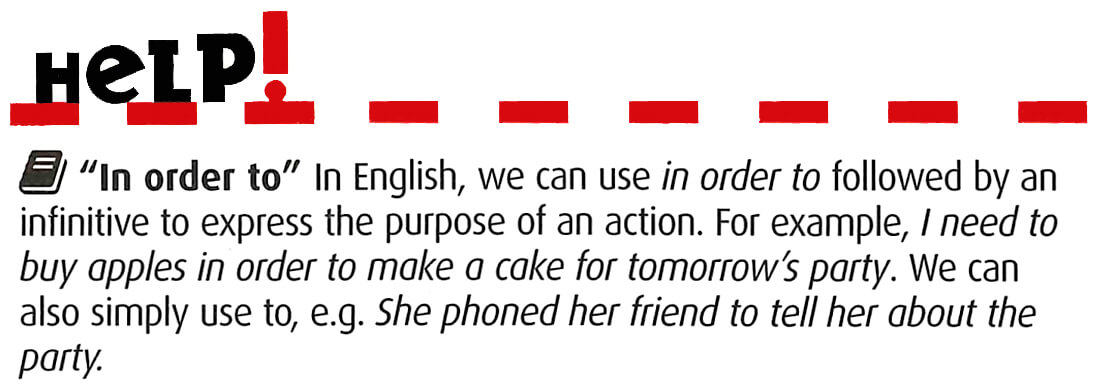 HeLP!
“In order to” In English, we can use in order to followed by an
infinitive to express the purpose of an action. For example, I need to
buy apples in order to make a cake for tomorrow’s party. We can
also simply use to, e.g. She phoned her friend to tell her about the
party.